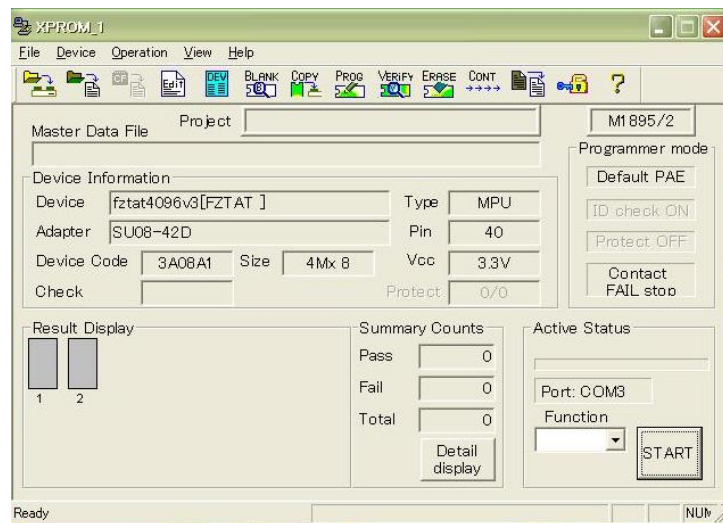 XPROM_1
File Device Operation View Help
CF Edit DEV BLANK COPY PROG VERIFY ERASE CONT ?
Project M1895/2
Master Data File
Programmer mode
Device Information
Default PAE
Device fztat4096v3[FZTAT ] Type MPU
ID check ON
Adapter SU08-42D Pin 40
Protect OFF
Device Code 3A08A1 Size 4Mx 8 Vcc 3.3V
Contact
FAIL stop
Check Protect 0/0
Result Display Summary Counts Active Status
Pass 0
Fail 0
Port: COM3
1 2
Total 0
Function
Detail
display
START
Ready NUM